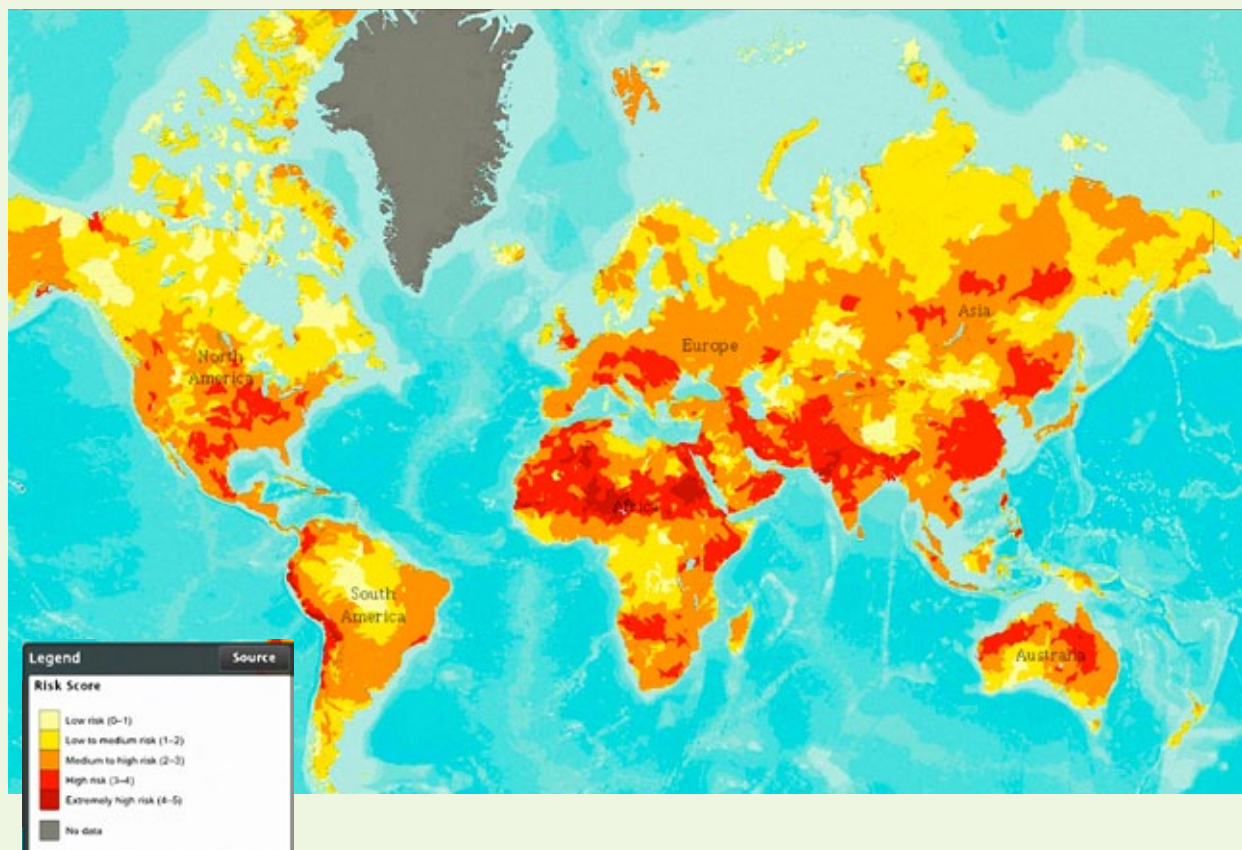 North
America
Europe
Asia
Africa
South
America
Australia
Legend
Source
Risk Score
Low risk (0–1)
Low to medium risk (1–2)
Medium to high risk (2–3)
High risk (3–4)
Extremely high risk (4–5)
No data